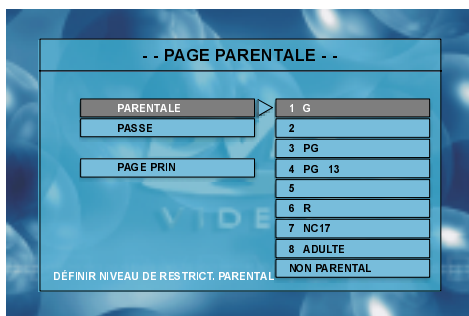 - - PAGE PARENTALE - -
PARENTALE
PASSE
PAGE PRIN
1 G
2
3 PG
4 PG 13
5
6 R
7 NC17
8 ADULTE
NON PARENTAL
VIDE
DÉFINIR NIVEAU DE RESTRICT. PARENTAL